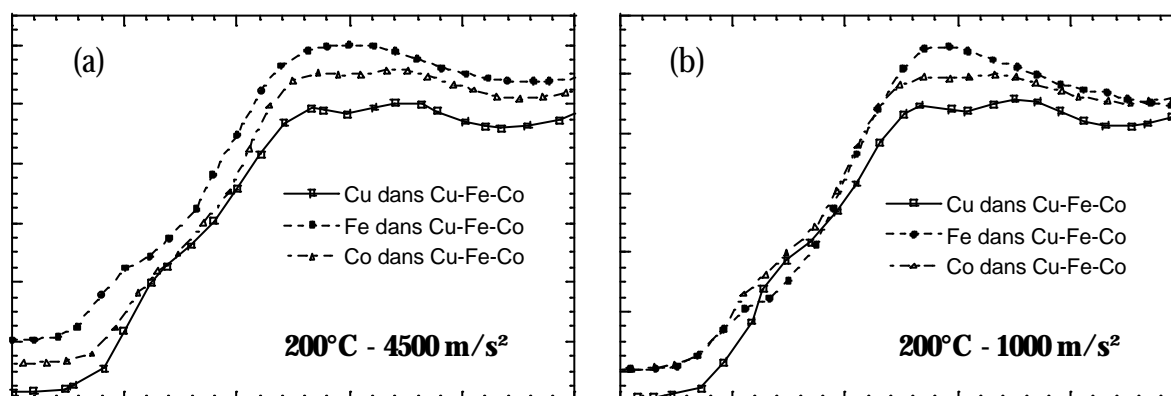 (a)
Cu dans Cu-Fe-Co
Fe dans Cu-Fe-Co
Co dans Cu-Fe-Co
200°C - 4500 m/s²
(b)
Cu dans Cu-Fe-Co
Fe dans Cu-Fe-Co
Co dans Cu-Fe-Co
200°C - 1000 m/s²